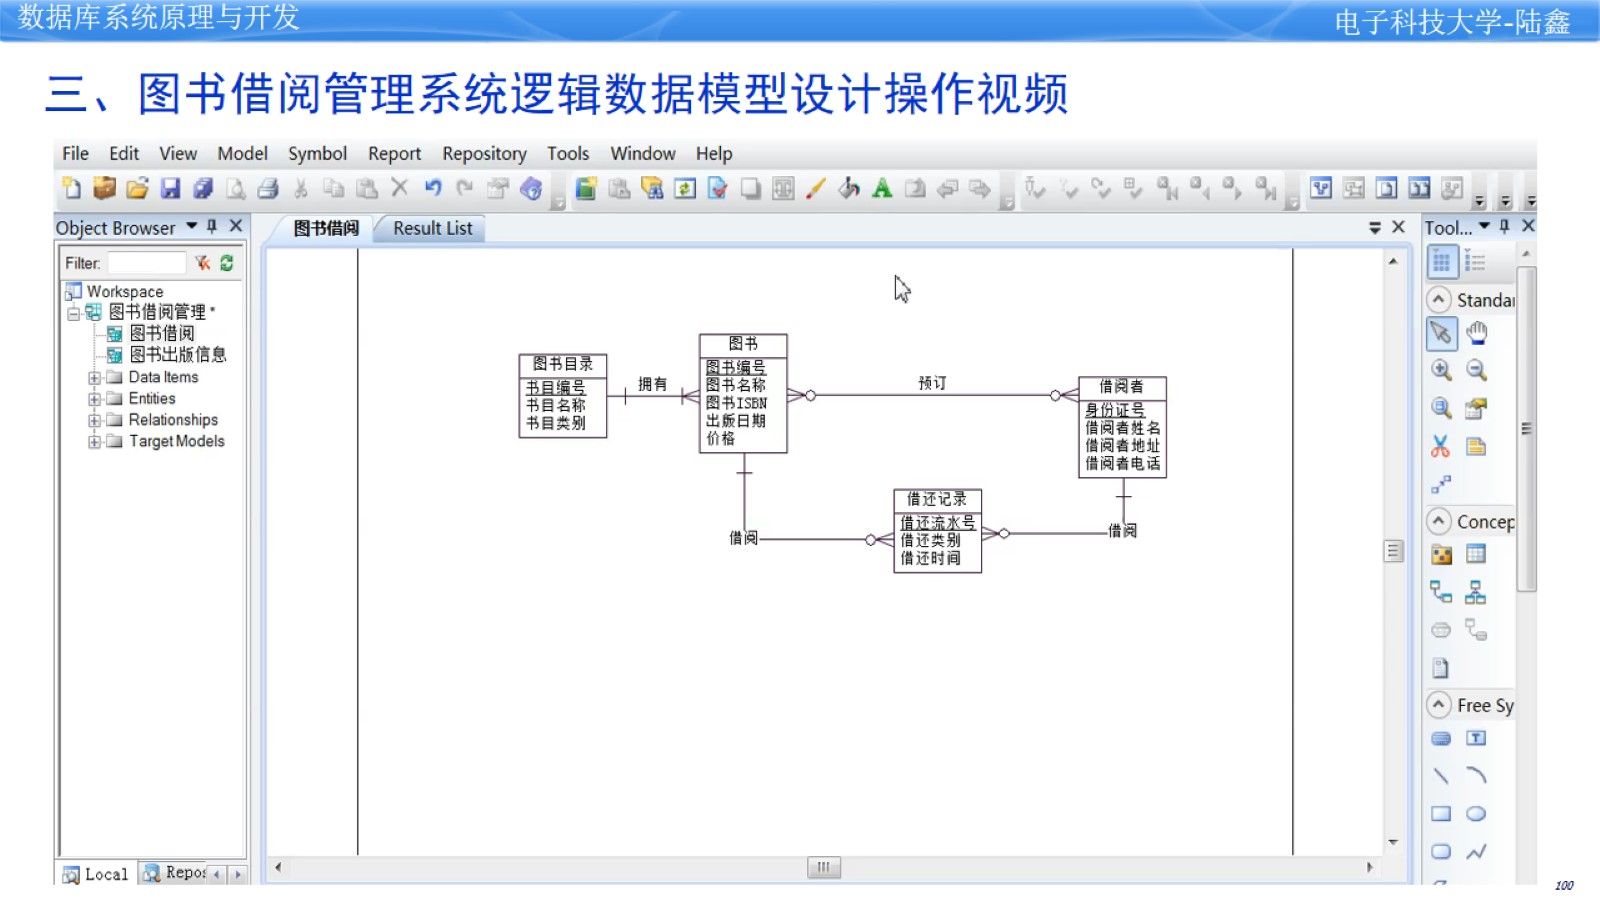 数据库系统原理与开发
电子科技大学-陆鑫
三、图书借阅管理系统逻辑数据模型设计操作视频
File Edit View Model Symbol Report Repository Tools Window Help
Object Browser
图书借阅 Result List
Tool...
Filter:
Workspace
图书借阅管理 *
图书借阅
图书出版信息
Data Items
Entities
Relationships
Target Models
图书目录
书目编号
书目名称
书目类别
拥有
图书
图书编号
图书名称
图书ISBN
出版日期
价格
预订
借阅者
身份证号
借阅者姓名
借阅者地址
借阅者电话
借还记录
借还流水号
借还类别
借还时间
借阅
借阅
Standar
Concep
Free Sy
Local
Repos
100